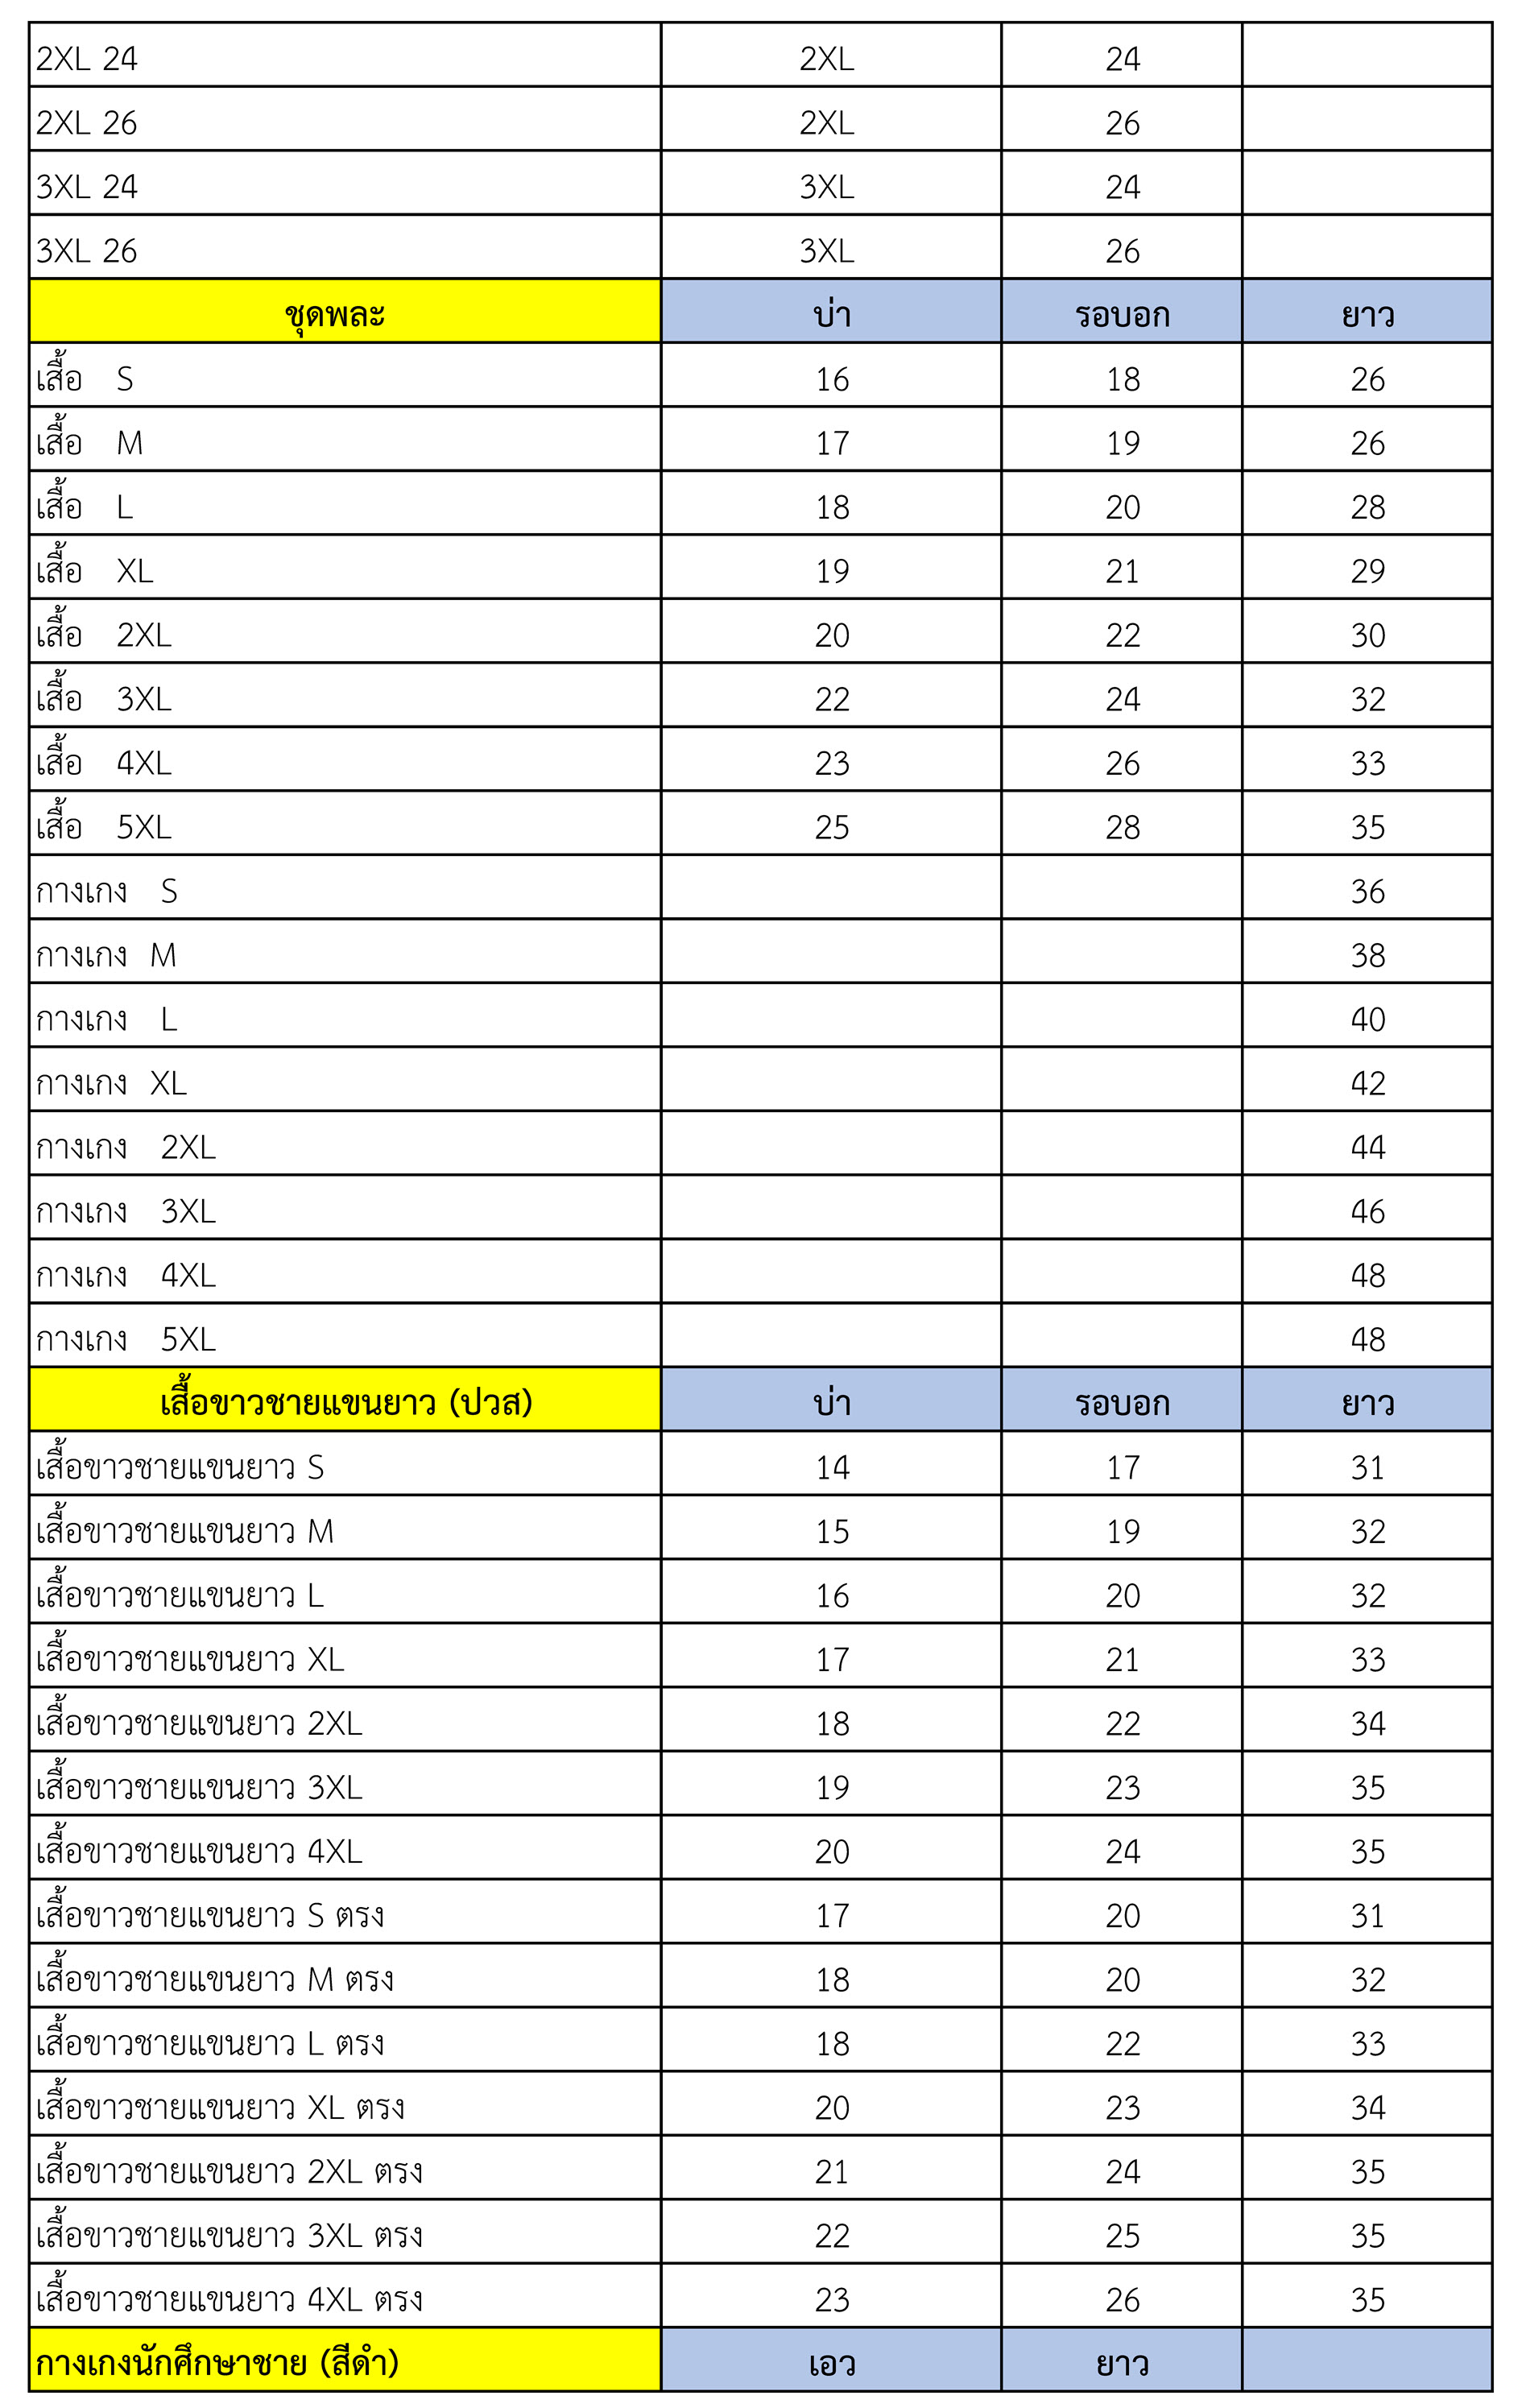 2XL 24 2XL 24
2XL 26 2XL 26
3XL 24 3XL 24
3XL 26 3XL 26
ชุดพละ บ่า รอบอก ยาว
เสื้อ S 16 18 26
เสื้อ M 17 19 26
เสื้อ L 18 20 28
เสื้อ XL 19 21 29
เสื้อ 2XL 20 22 30
เสื้อ 3XL 22 24 32
เสื้อ 4XL 23 26 33
เสื้อ 5XL 25 28 35
กางเกง S 36
กางเกง M 38
กางเกง L 40
กางเกง XL 42
กางเกง 2XL 44
กางเกง 3XL 46
กางเกง 4XL 48
กางเกง 5XL 48
เสื้อขาวชายแขนยาว (ปวส) บ่า รอบอก ยาว
เสื้อขาวชายแขนยาว S 14 17 31
เสื้อขาวชายแขนยาว M 15 19 32
เสื้อขาวชายแขนยาว L 16 20 32
เสื้อขาวชายแขนยาว XL 17 21 33
เสื้อขาวชายแขนยาว 2XL 18 22 34
เสื้อขาวชายแขนยาว 3XL 19 23 35
เสื้อขาวชายแขนยาว 4XL 20 24 35
เสื้อขาวชายแขนยาว S ตรง 17 20 31
เสื้อขาวชายแขนยาว M ตรง 18 20 32
เสื้อขาวชายแขนยาว L ตรง 18 22 33
เสื้อขาวชายแขนยาว XL ตรง 20 23 34
เสื้อขาวชายแขนยาว 2XL ตรง 21 24 35
เสื้อขาวชายแขนยาว 3XL ตรง 22 25 35
เสื้อขาวชายแขนยาว 4XL ตรง 23 26 35
กางเกงนักศึกษาชาย (สีดำ) เอว ยาว